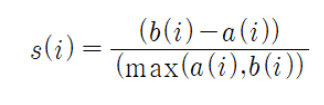 s(i) = (b(i)−a(i)) / (max(a(i),b(i))